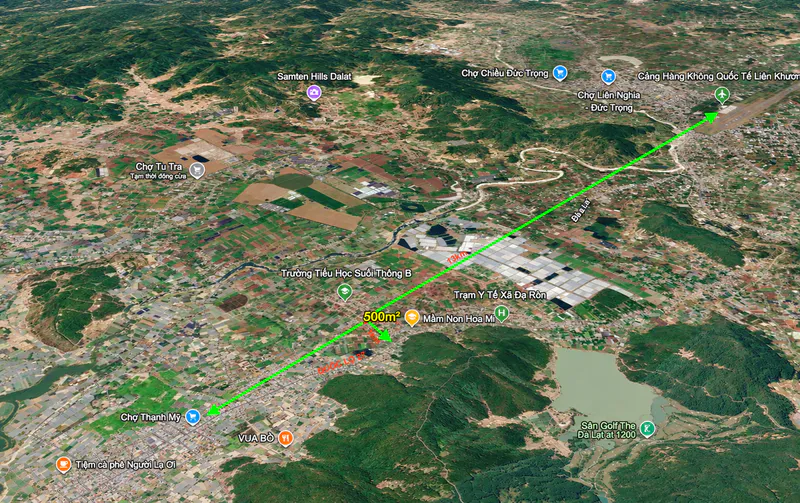 Samten Hills Dalat
Chợ Chiều Đức Trọng
Cảng Hàng Không Quốc Tế Liên Khươn
Chợ Liên Nghĩa
- Đức Trọng
Chợ Tu Tra
Tạm thời đóng cửa
Trường Tiểu Học Suối Thông B
Trạm Y Tế Xã Đạ Ròn
500m²
Mầm Non Hoa Mi
Chợ Thạnh Mỹ
VUA BÒ
Sân Golf The
Đà Lạt at 1200
Tiệm cà phê Người Lạ Ơi